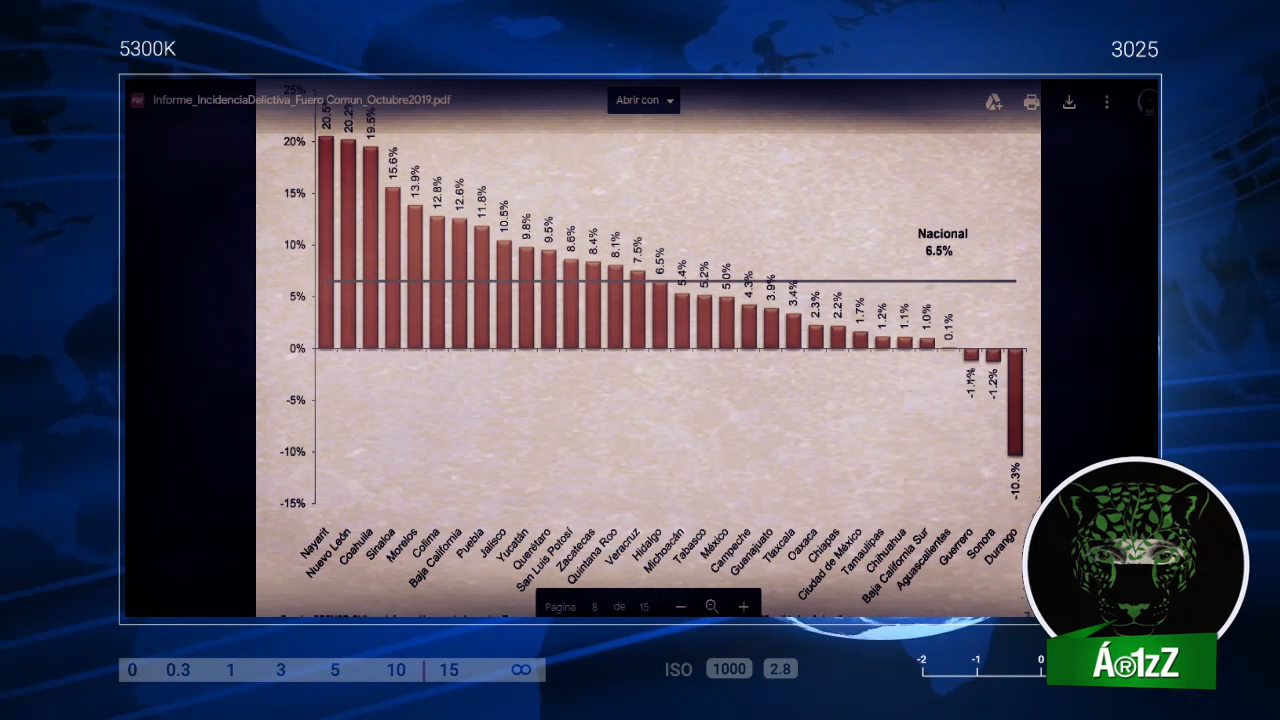 5300K
3025
Informe_IncidenciaDelictiva_Fuero Comun_Octubre2019.pdf
Abrir con
25%
20%
15%
10%
5%
0%
-5%
-10%
-15%
20.5%
20.2%
19.5%
15.6%
13.9%
12.8%
12.6%
11.8%
10.5%
9.8%
9.5%
8.6%
8.4%
8.1%
7.5%
6.5%
5.4%
5.2%
5.0%
4.3%
3.9%
3.4%
2.3%
2.2%
1.7%
1.2%
1.1%
1.0%
0.1%
-1.2%
-10.3%
Nacional
6.5%
Nayarit
Nuevo León
Coahuila
Sinaloa
Morelos
Colima
Baja California
Puebla
Jalisco
Yucatán
Querétaro
San Luis Potosí
Zacatecas
Quintana Roo
Veracruz
Hidalgo
Michoacán
Tabasco
México
Campeche
Guanajuato
Tlaxcala
Oaxaca
Chiapas
Ciudad de México
Tamaulipas
Chihuahua
Baja California Sur
Aguascalientes
Guerrero
Sonora
Durango
Página 8 de 15
0 0.3 1 3 5 10 15 ∞
ISO 1000 2.8
-2 -1 0
Á®1zZ